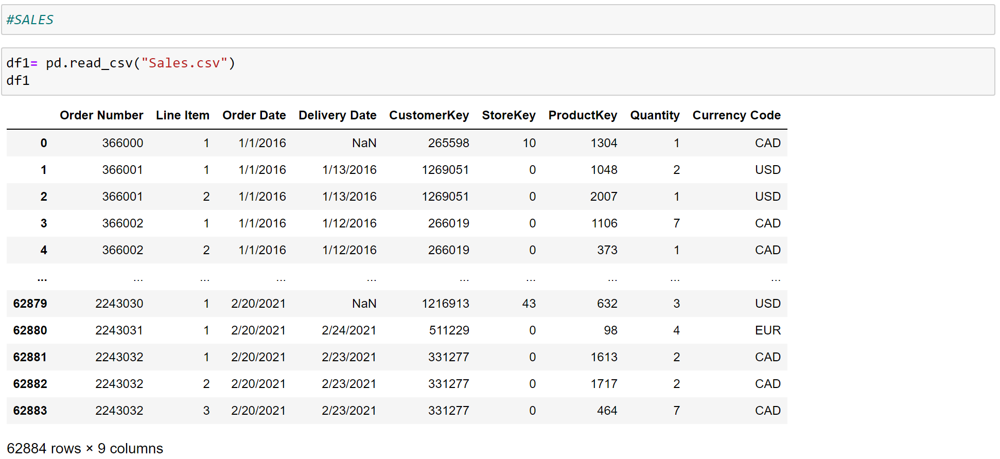 #SALES
df1= pd.read_csv("Sales.csv")
df1
Order Number Line Item Order Date Delivery Date CustomerKey StoreKey ProductKey Quantity Currency Code
0 366000 1 1/1/2016 NaN 265598 10 1304 1 CAD
1 366001 1 1/1/2016 1/13/2016 1269051 0 1048 2 USD
2 366001 2 1/1/2016 1/13/2016 1269051 0 2007 1 USD
3 366002 1 1/1/2016 1/12/2016 266019 0 1106 7 CAD
4 366002 2 1/1/2016 1/12/2016 266019 0 373 1 CAD
... ... ... ... ... ... ... ... ... ...
62879 2243030 1 2/20/2021 NaN 1216913 43 632 3 USD
62880 2243031 1 2/20/2021 2/24/2021 511229 0 98 4 EUR
62881 2243032 1 2/20/2021 2/23/2021 331277 0 1613 2 CAD
62882 2243032 2 2/20/2021 2/23/2021 331277 0 1717 2 CAD
62883 2243032 3 2/20/2021 2/23/2021 331277 0 464 7 CAD
62884 rows × 9 columns